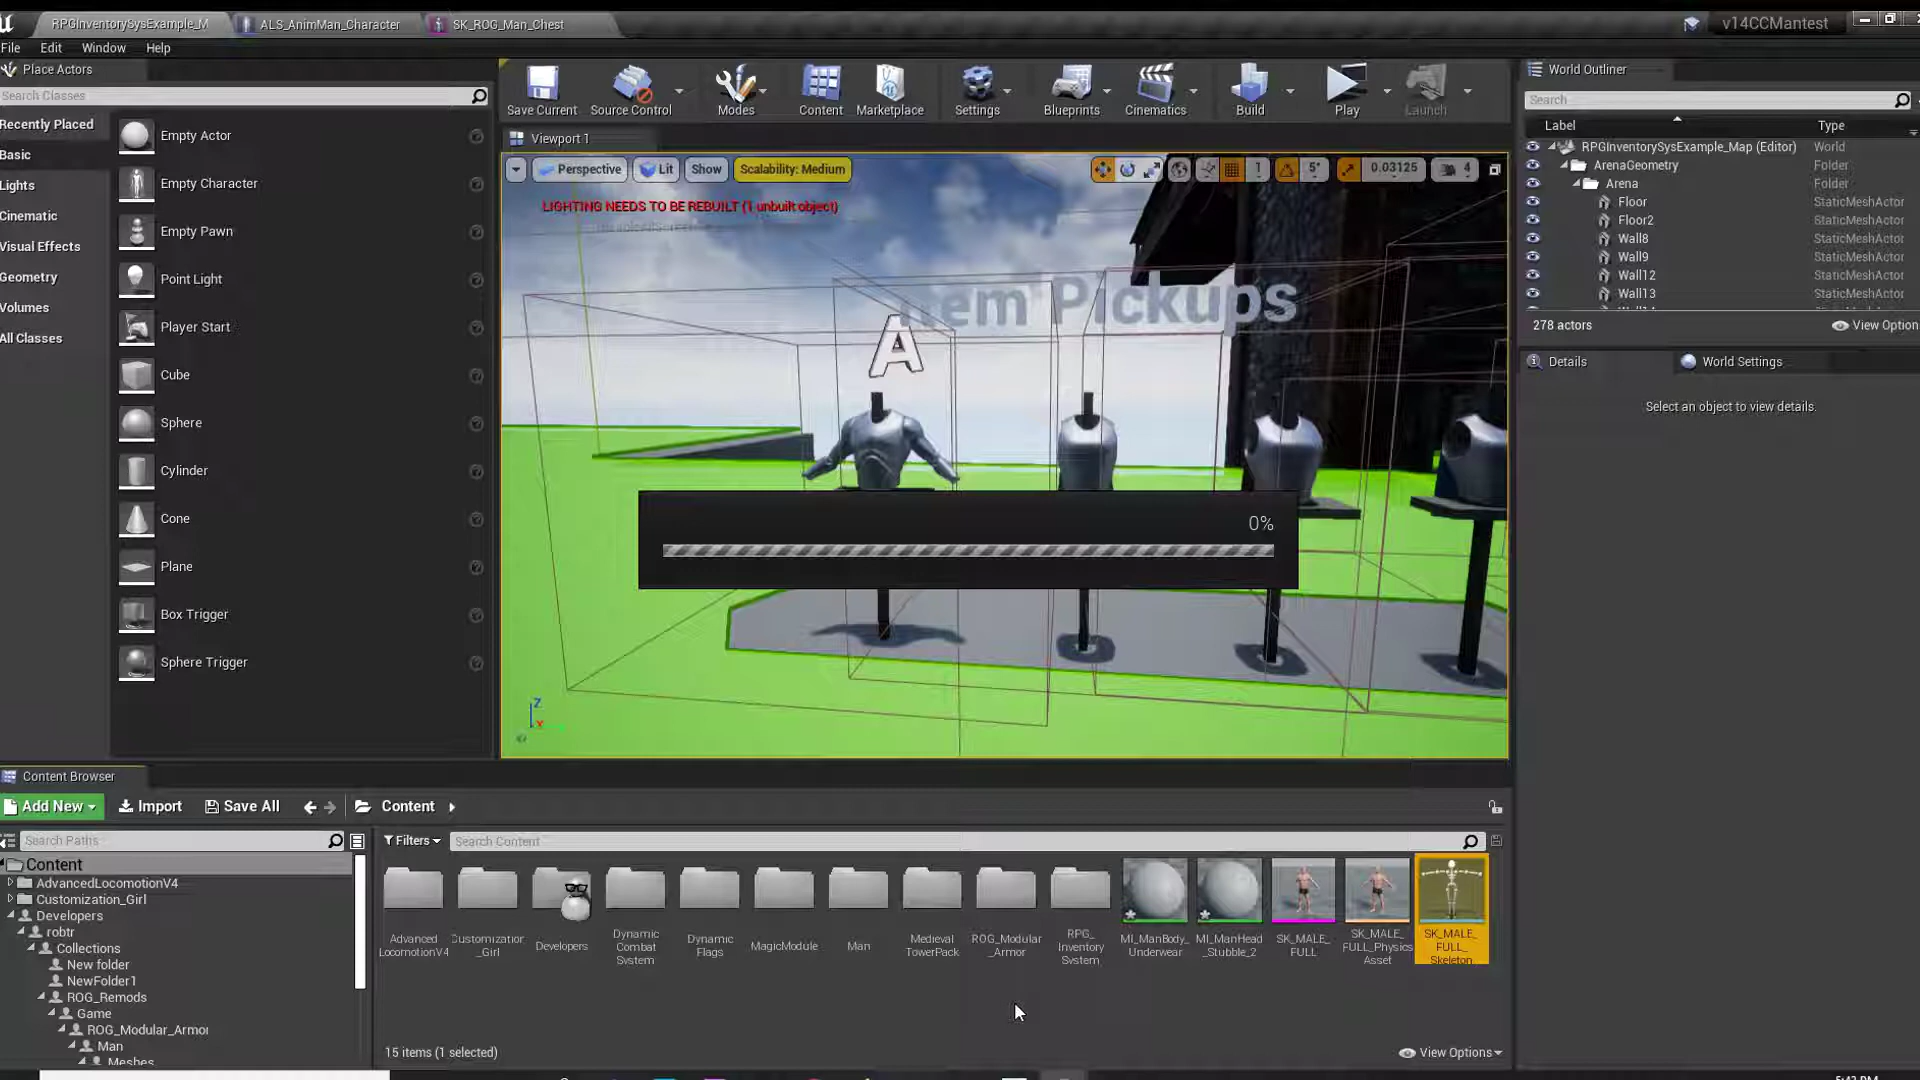 RPGInventorySysExample_M
ALS_AnimMan_Character
SK_ROG_Man_Chest
v14CCMantest
File
Edit
Window
Help
Place Actors
Search Classes
Recently Placed
Basic
Lights
Cinematic
Visual Effects
Geometry
Volumes
All Classes
Empty Actor
Empty Character
Empty Pawn
Point Light
Player Start
Cube
Sphere
Cylinder
Cone
Plane
Box Trigger
Sphere Trigger
Save Current
Source Control
Modes
Content
Marketplace
Settings
Blueprints
Cinematics
Build
Play
Launch
Viewport 1
Perspective
Lit
Show
Scalability: Medium
1
5°
0.03125
4
LIGHTING NEEDS TO BE REBUILT (1 unbuilt object)
Item Pickups
A
0%
Z
World Outliner
Search
Label
Type
RPGInventorySysExample_Map (Editor)
World
ArenaGeometry
Folder
Arena
Folder
Floor
StaticMeshActor
Floor2
StaticMeshActor
Wall8
StaticMeshActor
Wall9
StaticMeshActor
Wall12
StaticMeshActor
Wall13
StaticMeshActor
278 actors
View Option
Details
World Settings
Select an object to view details.
Content Browser
Add New
Import
Save All
Content
Search Paths
Filters
Search Content
Content
AdvancedLocomotionV4
Customization_Girl
Developers
robtr
Collections
New folder
NewFolder1
ROG_Remods
Game
ROG_Modular_Armor
Man
Meshes
Advanced
LocomotionV4
Customization
_Girl
Developers
Dynamic
Combat
System
Dynamic
Flags
MagicModule
Man
Medieval
TowerPack
ROG_Modular
_Armor
RPG_
Inventory
System
MI_ManBody_
Underwear
MI_ManHead
_Stubble_2
SK_MALE_
FULL
SK_MALE_
FULL_Physics
Asset
SK_MALE_
FULL_
Skeleton
15 items (1 selected)
View Options